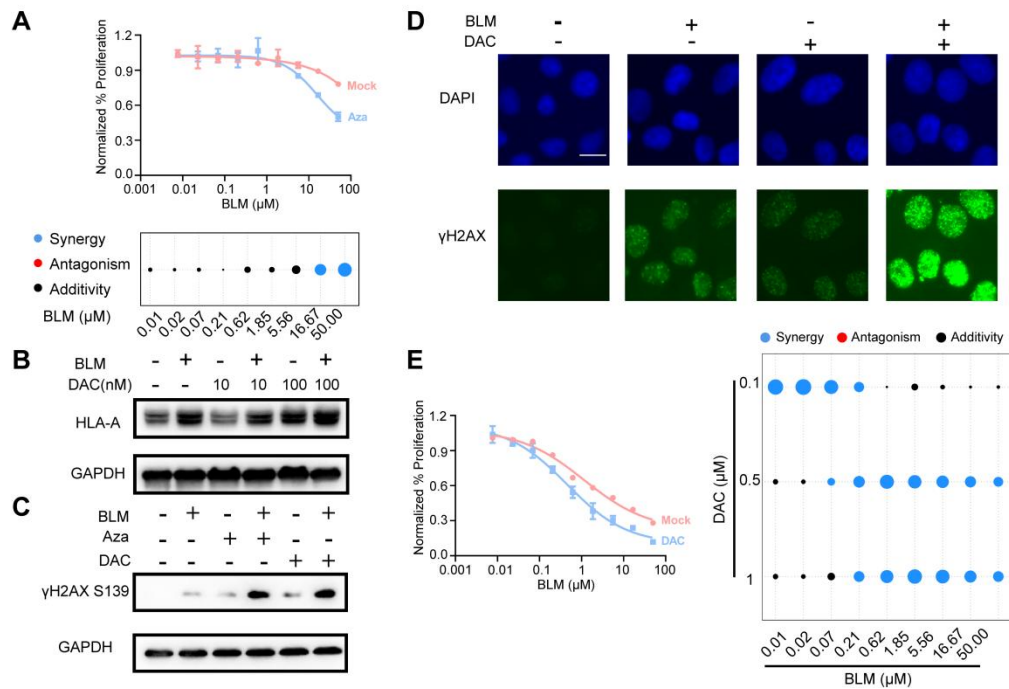 A
Normalized % Proliferation
1.2
0.9
0.6
0.3
0.0
Mock
Aza
0.001 0.01 0.1 1 10 100
BLM (μM)
Synergy
Antagonism
Additivity
BLM (μM)
0.01 0.02 0.07 0.21 0.62 1.85 5.56 16.67 50.00
B
BLM - + - + - +
DAC(nM) - - 10 10 100 100
HLA-A
GAPDH
C
BLM - + - + - +
Aza - - + + - -
DAC - - - - + +
γH2AX S139
GAPDH
D
BLM - + - +
DAC - - + +
DAPI
γH2AX
E
Normalized % Proliferation
1.2
0.9
0.6
0.3
0.0
Mock
DAC
0.001 0.01 0.1 1 10 100
BLM (μM)
Synergy Antagonism Additivity
DAC (μM)
0.1
0.5
1
0.01 0.02 0.07 0.21 0.62 1.85 5.56 16.67 50.00
BLM (μM)